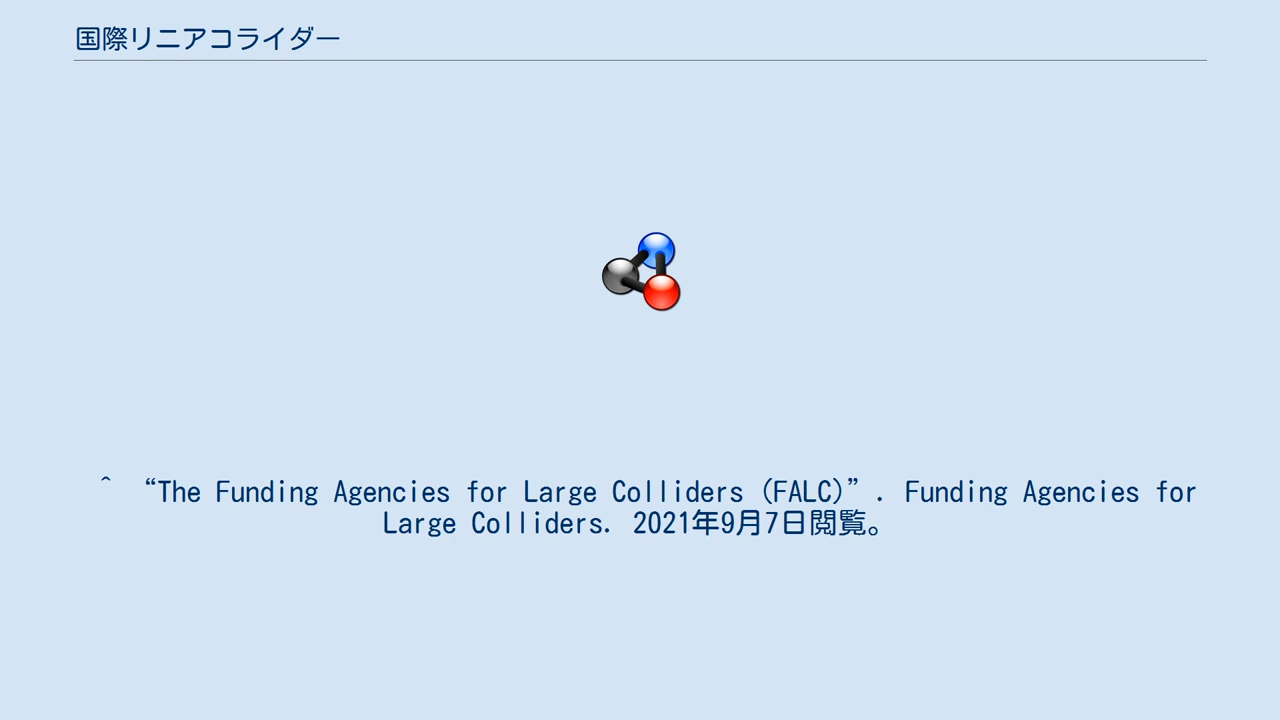 国際リニアコライダー
^ “The Funding Agencies for Large Colliders (FALC)”. Funding Agencies for
Large Colliders. 2021年9月7日閲覧。